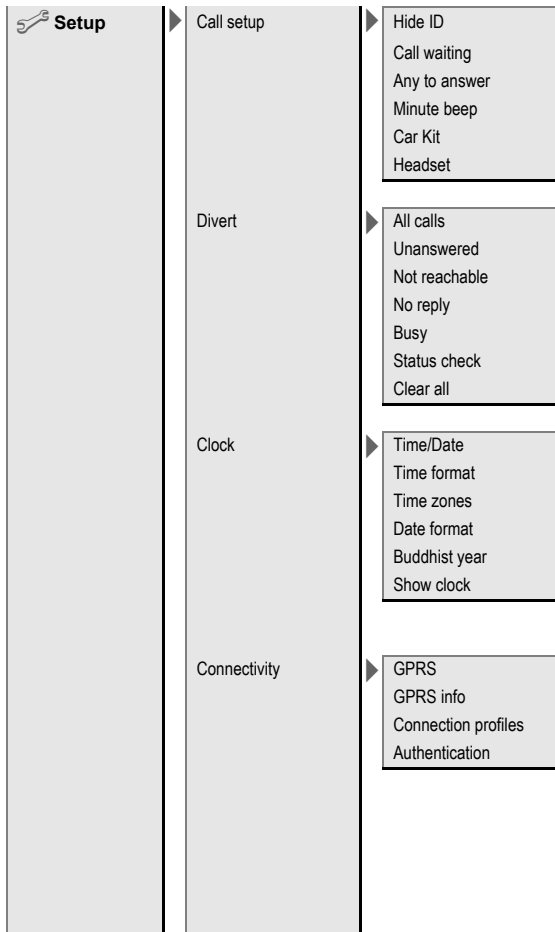 Setup
Call setup
Hide ID
Call waiting
Any to answer
Minute beep
Car Kit
Headset
Divert
All calls
Unanswered
Not reachable
No reply
Busy
Status check
Clear all
Clock
Time/Date
Time format
Time zones
Date format
Buddhist year
Show clock
Connectivity
GPRS
GPRS info
Connection profiles
Authentication